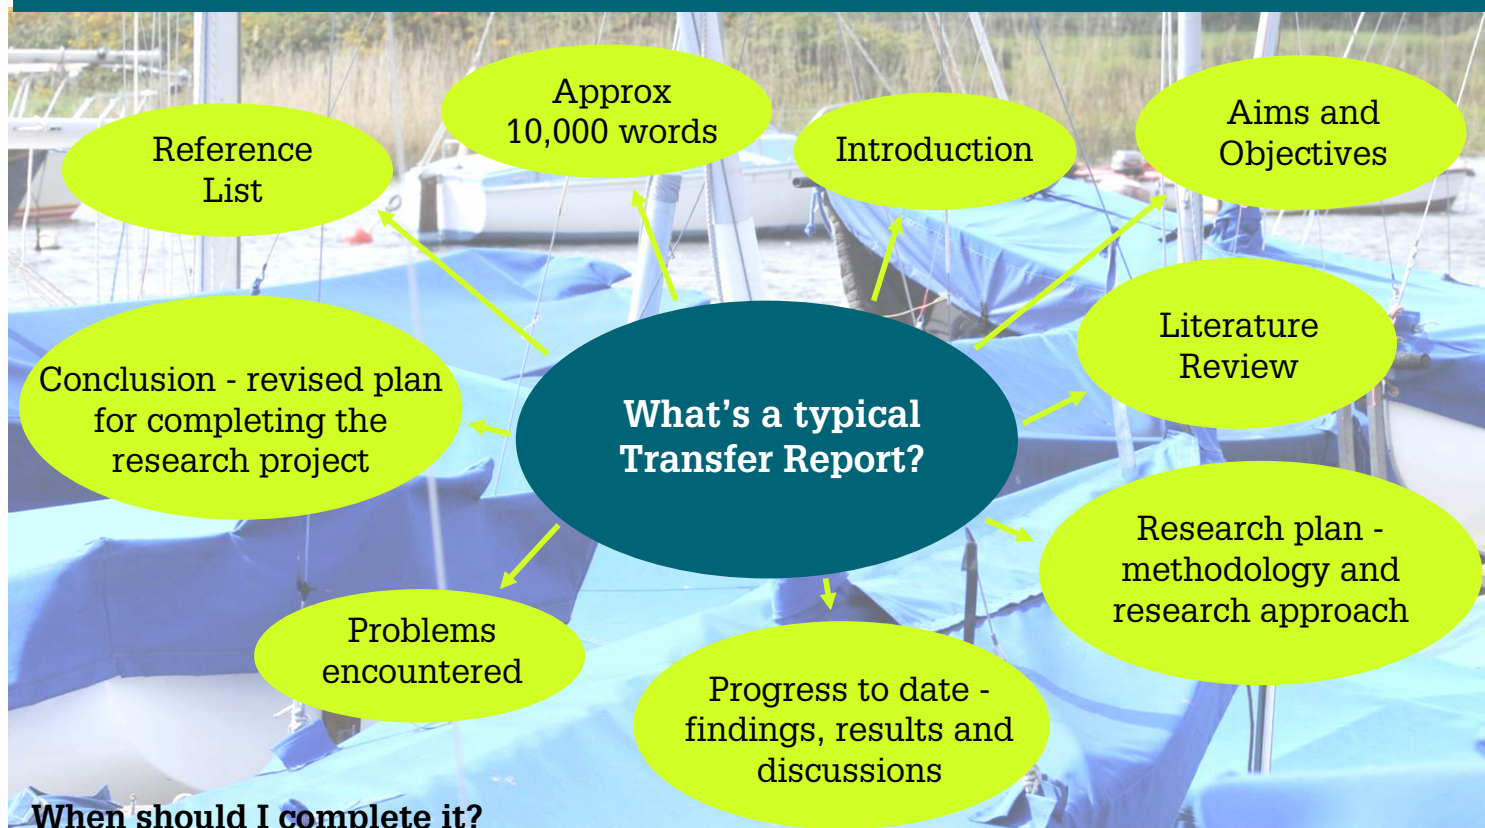 What’s a typical
Transfer Report?
Approx
10,000 words
Introduction
Aims and
Objectives
Literature
Review
Research plan -
methodology and
research approach
Progress to date -
findings, results and
discussions
Problems
encountered
Conclusion - revised plan
for completing the
research project
Reference
List
When should I complete it?